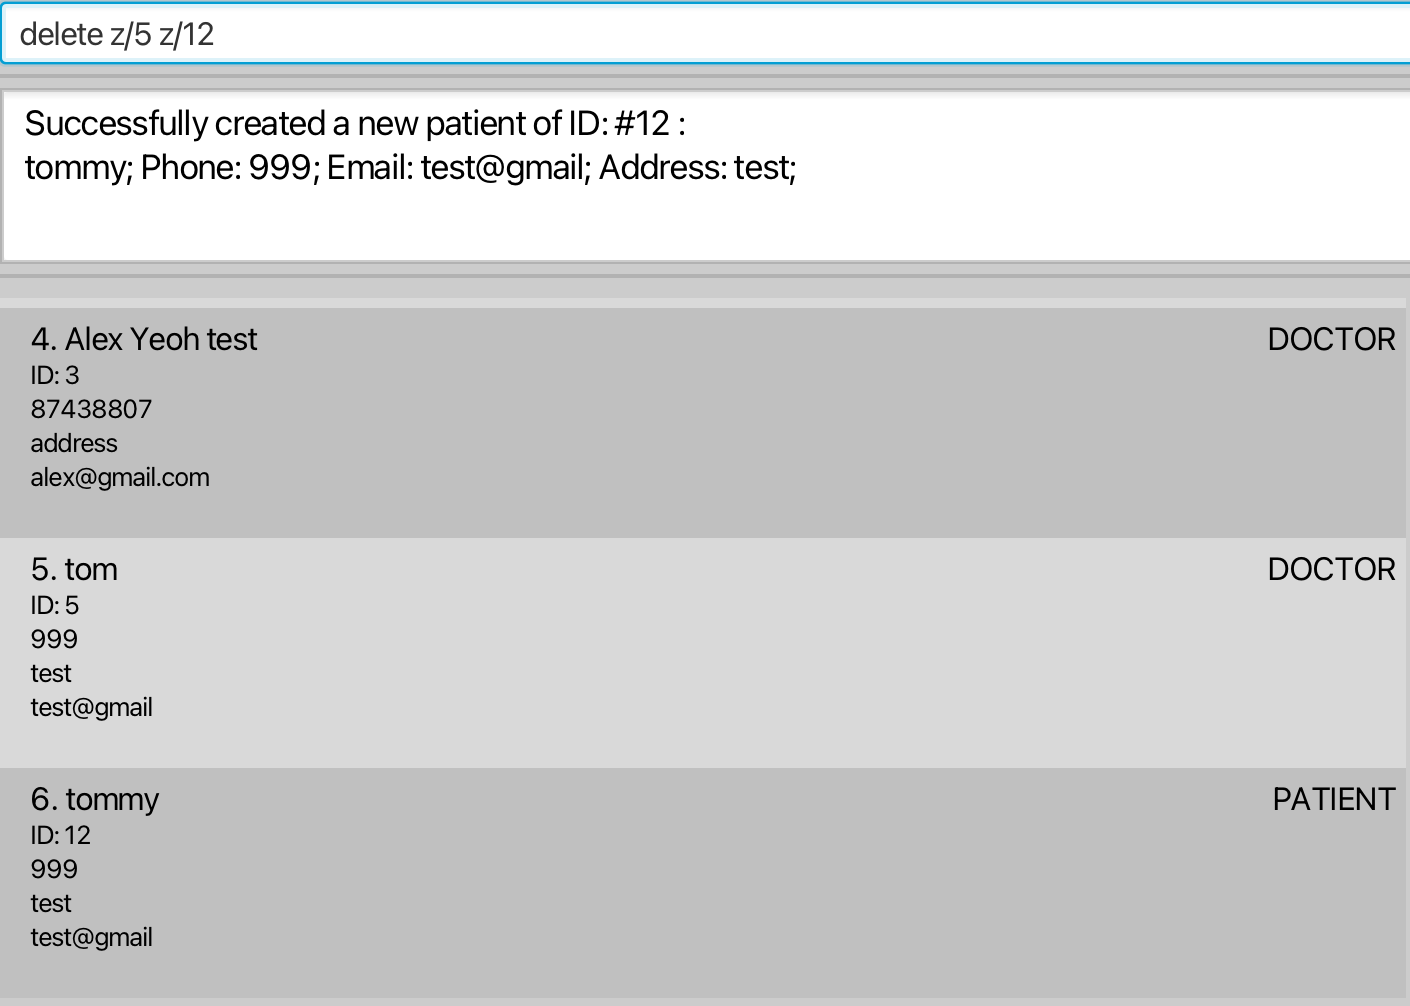 delete z/5 z/12
Successfully created a new patient of ID: #12 :
tommy; Phone: 999; Email: test@gmail; Address: test;
4. Alex Yeoh test DOCTOR
ID: 3
87438807
address
alex@gmail.com
5. tom DOCTOR
ID: 5
999
test
test@gmail
6. tommy PATIENT
ID: 12
999
test
test@gmail